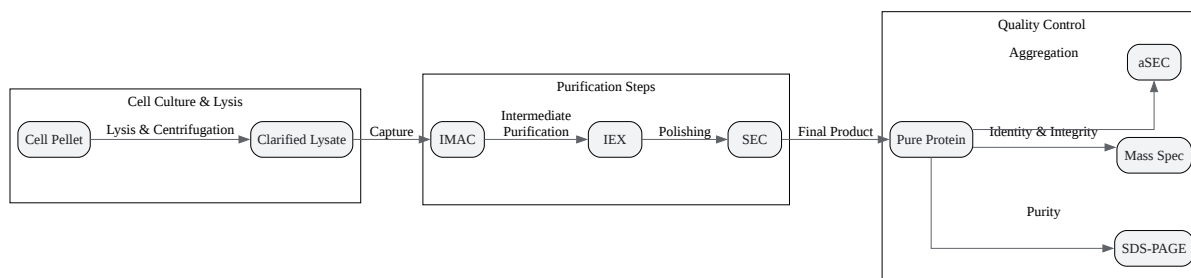 Cell Culture & Lysis
Cell Pellet
Lysis & Centrifugation
Clarified Lysate
Capture
Purification Steps
IMAC
Intermediate
Purification
IEX
Polishing
SEC
Final Product
Quality Control
Pure Protein
Aggregation
aSEC
Identity & Integrity
Mass Spec
Purity
SDS-PAGE